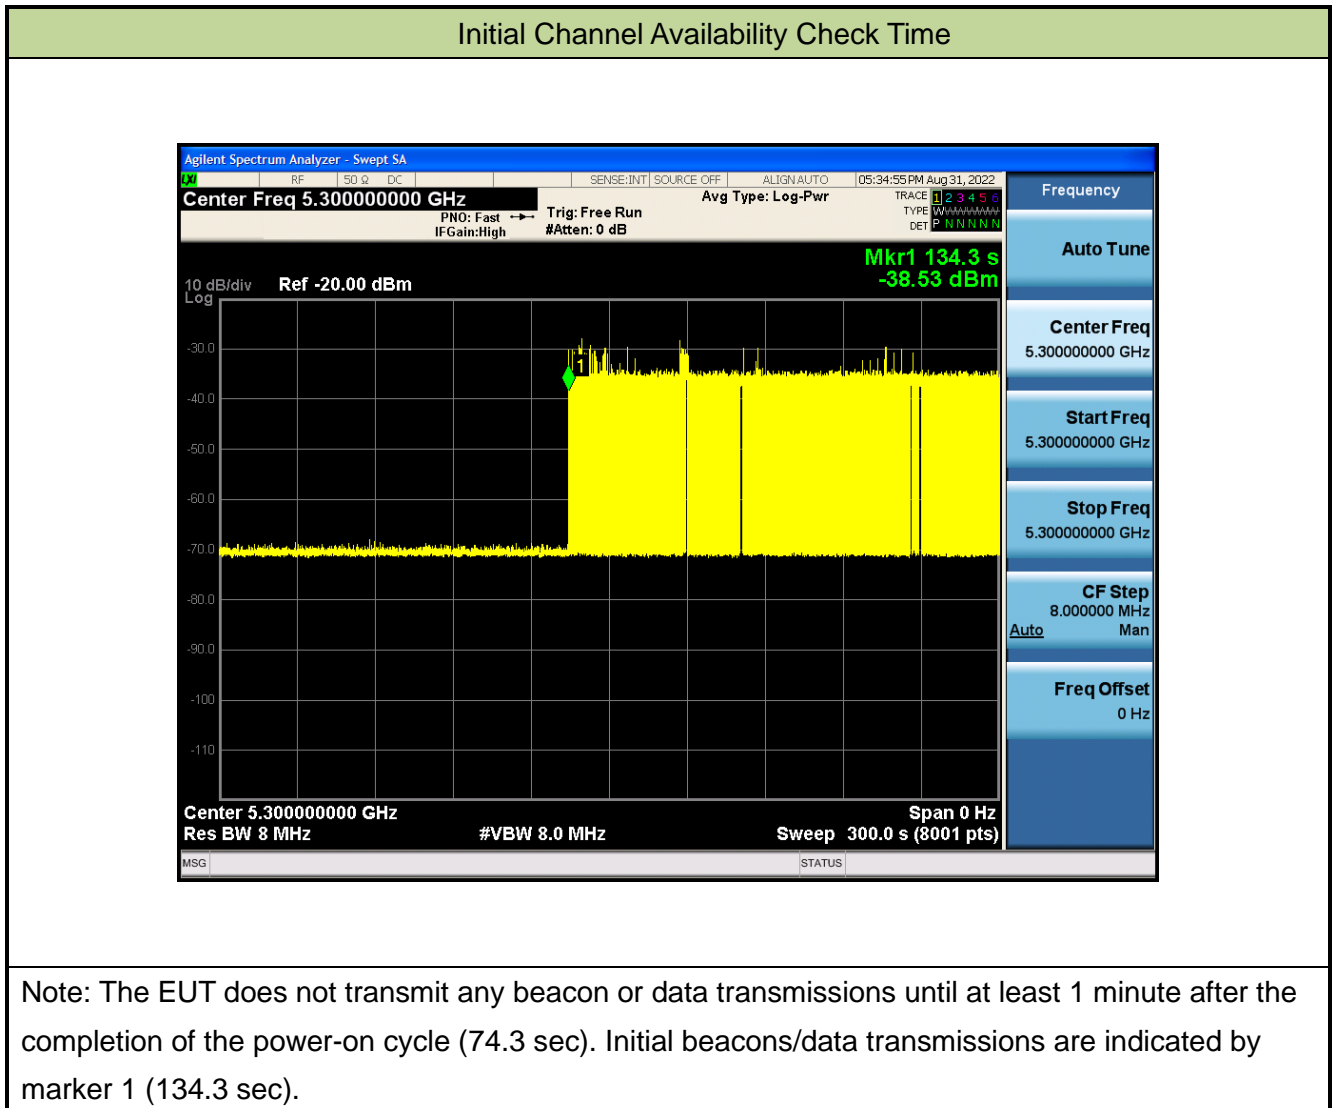 Initial Channel Availability Check Time
Agilent Spectrum Analyzer - Swept SA
LXI RF 50 Ω DC SENSE:INT SOURCE OFF ALIGN AUTO 05:34:55 PM Aug 31, 2022
Center Freq 5.300000000 GHz
PNO: Fast
IFGain:High
Trig: Free Run
#Atten: 0 dB
Avg Type: Log-Pwr
TRACE 1 2 3 4 5 6
TYPE WWWWWW
DET P N N N N N
Mkr1 134.3 s
-38.53 dBm
10 dB/div Ref -20.00 dBm
Log
1
-30.0
-40.0
-50.0
-60.0
-70.0
-80.0
-90.0
-100
-110
Center 5.300000000 GHz Span 0 Hz
Res BW 8 MHz #VBW 8.0 MHz Sweep 300.0 s (8001 pts)
MSG STATUS
Frequency
Auto Tune
Center Freq
5.300000000 GHz
Start Freq
5.300000000 GHz
Stop Freq
5.300000000 GHz
CF Step
8.000000 MHz
Auto Man
Freq Offset
0 Hz
Note: The EUT does not transmit any beacon or data transmissions until at least 1 minute after the
completion of the power-on cycle (74.3 sec). Initial beacons/data transmissions are indicated by
marker 1 (134.3 sec).